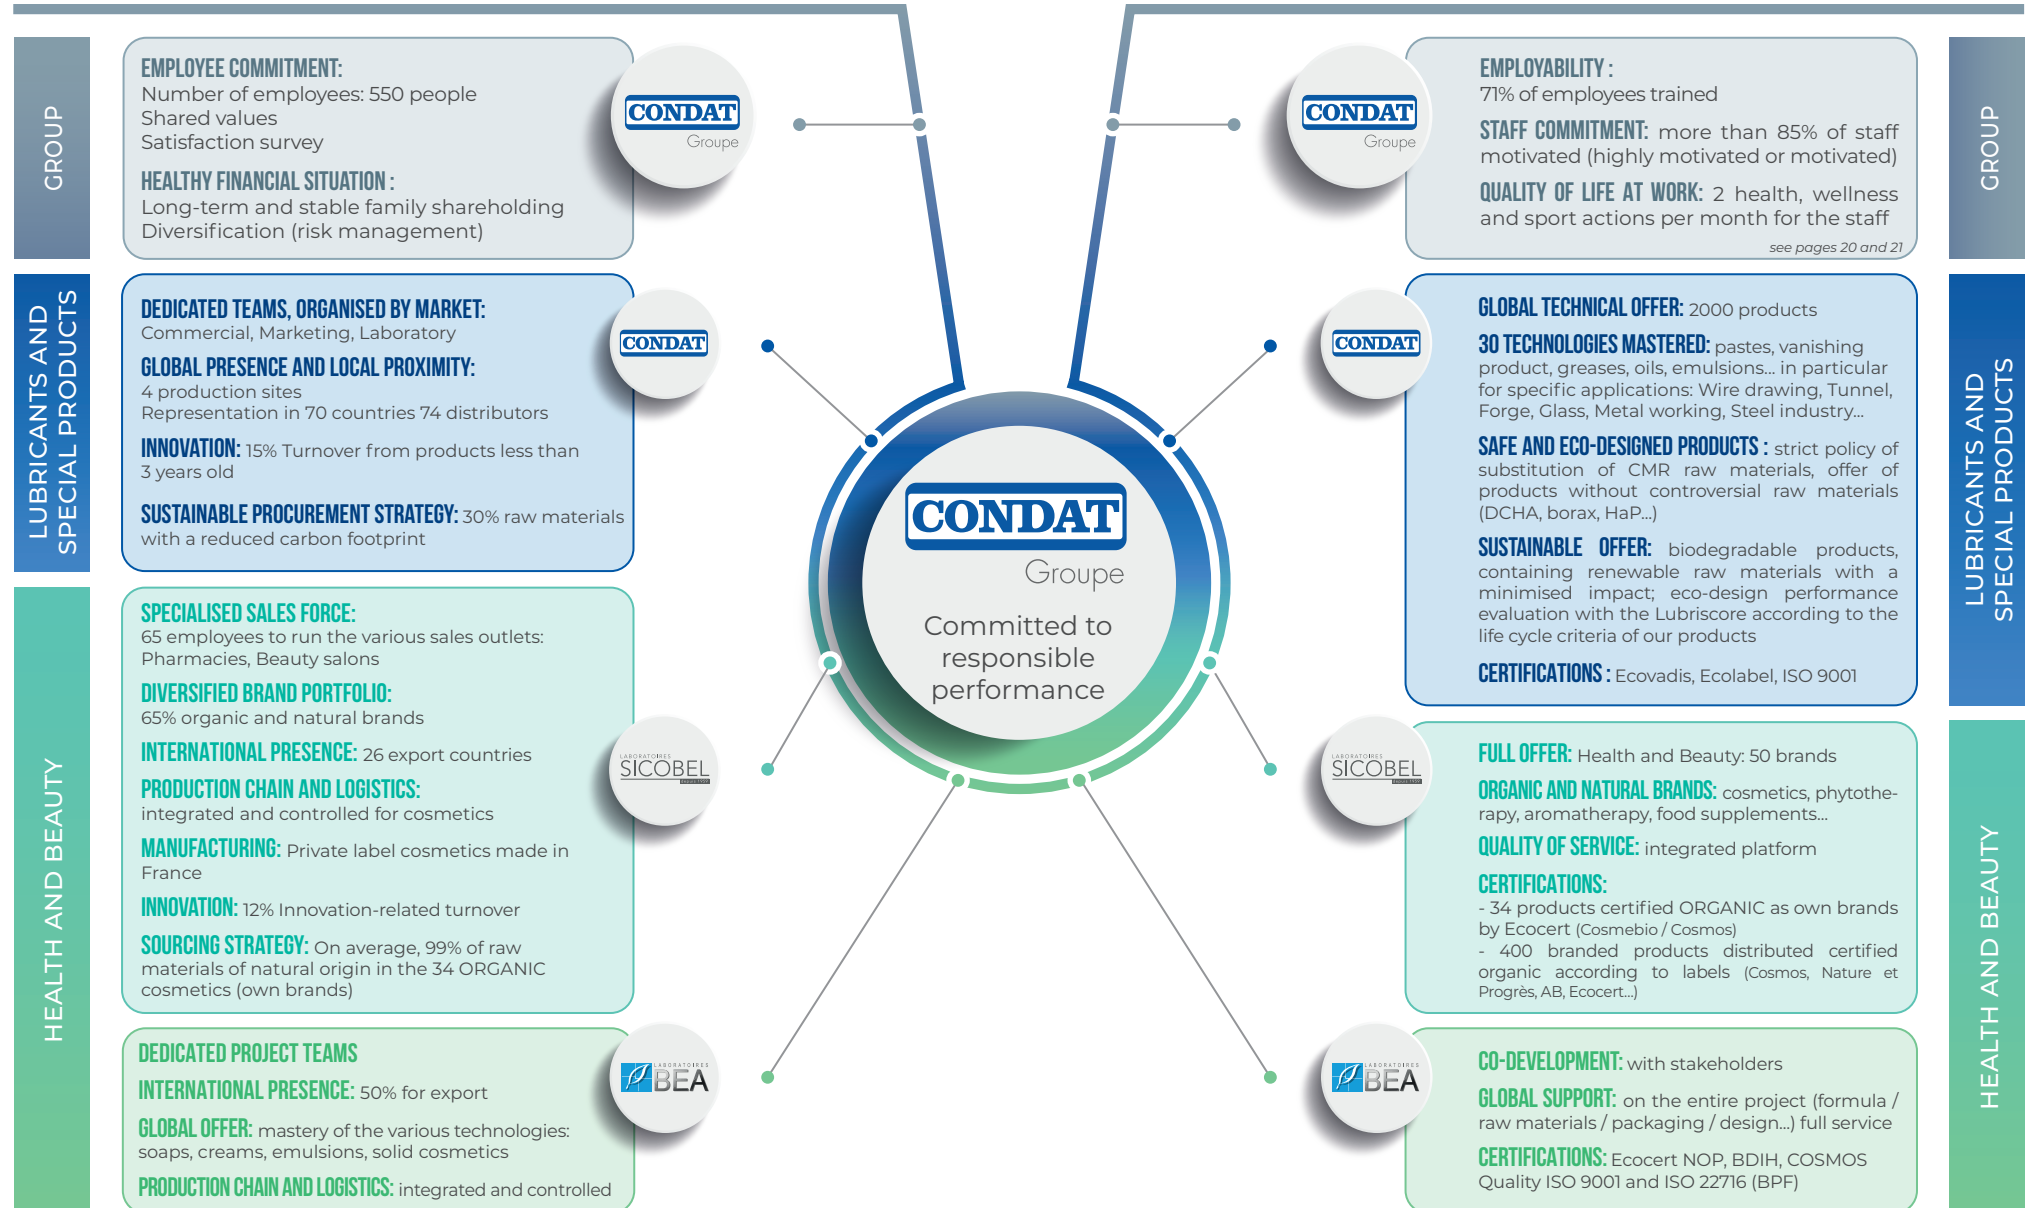 GROUP
EMPLOYEE COMMITMENT:
Number of employees: 550 people
Shared values
Satisfaction survey
HEALTHY FINANCIAL SITUATION :
Long-term and stable family shareholding
Diversification (risk management)
CONDAT
Groupe
LUBRICANTS AND
SPECIAL PRODUCTS
DEDICATED TEAMS, ORGANISED BY MARKET:
Commercial, Marketing, Laboratory
GLOBAL PRESENCE AND LOCAL PROXIMITY:
4 production sites
Representation in 70 countries 74 distributors
INNOVATION: 15% Turnover from products less than
3 years old
SUSTAINABLE PROCUREMENT STRATEGY: 30% raw materials
with a reduced carbon footprint
CONDAT
HEALTH AND BEAUTY
SPECIALISED SALES FORCE:
65 employees to run the various sales outlets:
Pharmacies, Beauty salons
DIVERSIFIED BRAND PORTFOLIO:
65% organic and natural brands
INTERNATIONAL PRESENCE: 26 export countries
PRODUCTION CHAIN AND LOGISTICS:
integrated and controlled for cosmetics
MANUFACTURING: Private label cosmetics made in
France
INNOVATION: 12% Innovation-related turnover
SOURCING STRATEGY: On average, 99% of raw
materials of natural origin in the 34 ORGANIC
cosmetics (own brands)
LABORATOIRES
SICOBEL
DEDICATED PROJECT TEAMS
INTERNATIONAL PRESENCE: 50% for export
GLOBAL OFFER: mastery of the various technologies:
soaps, creams, emulsions, solid cosmetics
PRODUCTION CHAIN AND LOGISTICS: integrated and controlled
LABORATOIRES
BEA
CONDAT
Groupe
Committed to
responsible
performance
CONDAT
Groupe
EMPLOYABILITY :
71% of employees trained
STAFF COMMITMENT: more than 85% of staff
motivated (highly motivated or motivated)
QUALITY OF LIFE AT WORK: 2 health, wellness
and sport actions per month for the staff
see pages 20 and 21
GROUP
CONDAT
GLOBAL TECHNICAL OFFER: 2000 products
30 TECHNOLOGIES MASTERED: pastes, vanishing
product, greases, oils, emulsions... in particular
for specific applications: Wire drawing, Tunnel,
Forge, Glass, Metal working, Steel industry...
SAFE AND ECO-DESIGNED PRODUCTS : strict policy of
substitution of CMR raw materials, offer of
products without controversial raw materials
(DCHA, borax, HaP...)
SUSTAINABLE OFFER: biodegradable products,
containing renewable raw materials with a
minimised impact; eco-design performance
evaluation with the Lubriscore according to the
life cycle criteria of our products
CERTIFICATIONS : Ecovadis, Ecolabel, ISO 9001
LUBRICANTS AND
SPECIAL PRODUCTS
LABORATOIRES
SICOBEL
FULL OFFER: Health and Beauty: 50 brands
ORGANIC AND NATURAL BRANDS: cosmetics, phytothe-
rapy, aromatherapy, food supplements...
QUALITY OF SERVICE: integrated platform
CERTIFICATIONS:
- 34 products certified ORGANIC as own brands
by Ecocert (Cosmebio / Cosmos)
- 400 branded products distributed certified
organic according to labels (Cosmos, Nature et
Progrès, AB, Ecocert...)
LABORATOIRES
BEA
CO-DEVELOPMENT: with stakeholders
GLOBAL SUPPORT: on the entire project (formula /
raw materials / packaging / design...) full service
CERTIFICATIONS: Ecocert NOP, BDIH, COSMOS
Quality ISO 9001 and ISO 22716 (BPF)
HEALTH AND BEAUTY